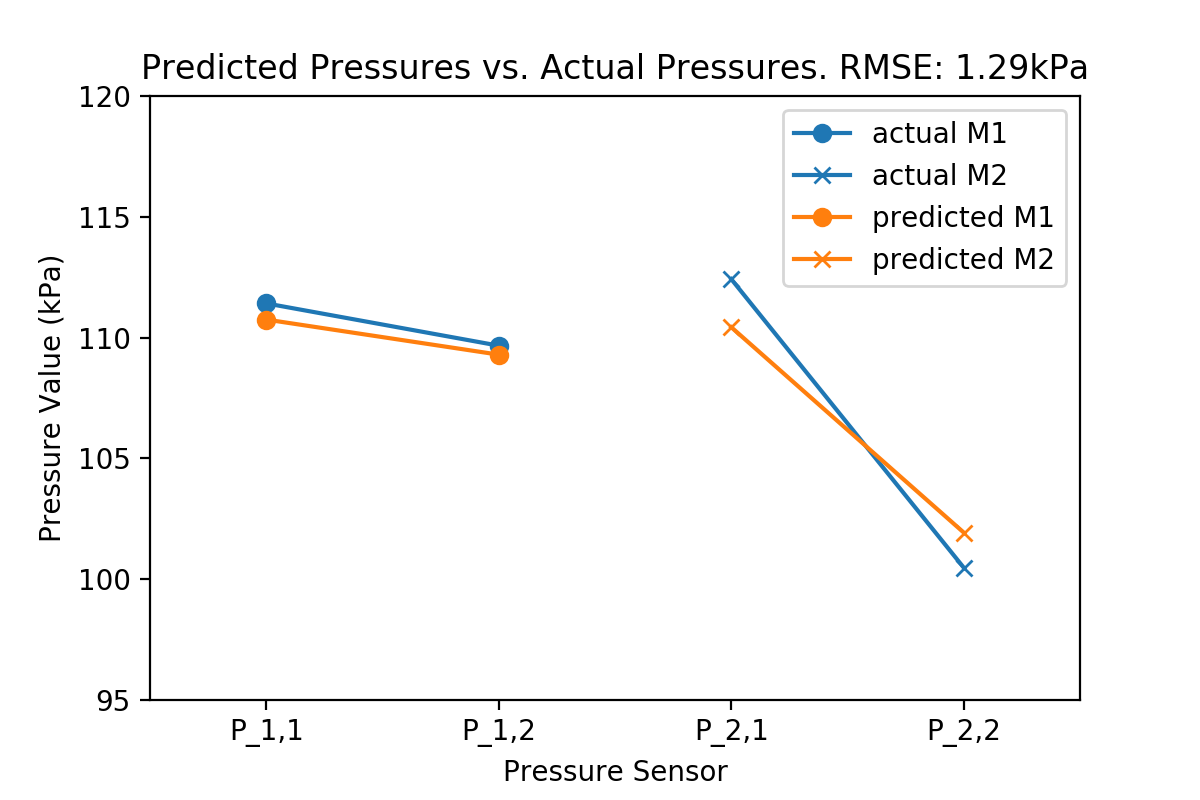 Predicted Pressures vs. Actual Pressures. RMSE: 1.29kPa
120
115
110
105
100
95
Pressure Value (kPa)
actual M1
actual M2
predicted M1
predicted M2
P_1,1
P_1,2
P_2,1
P_2,2
Pressure Sensor